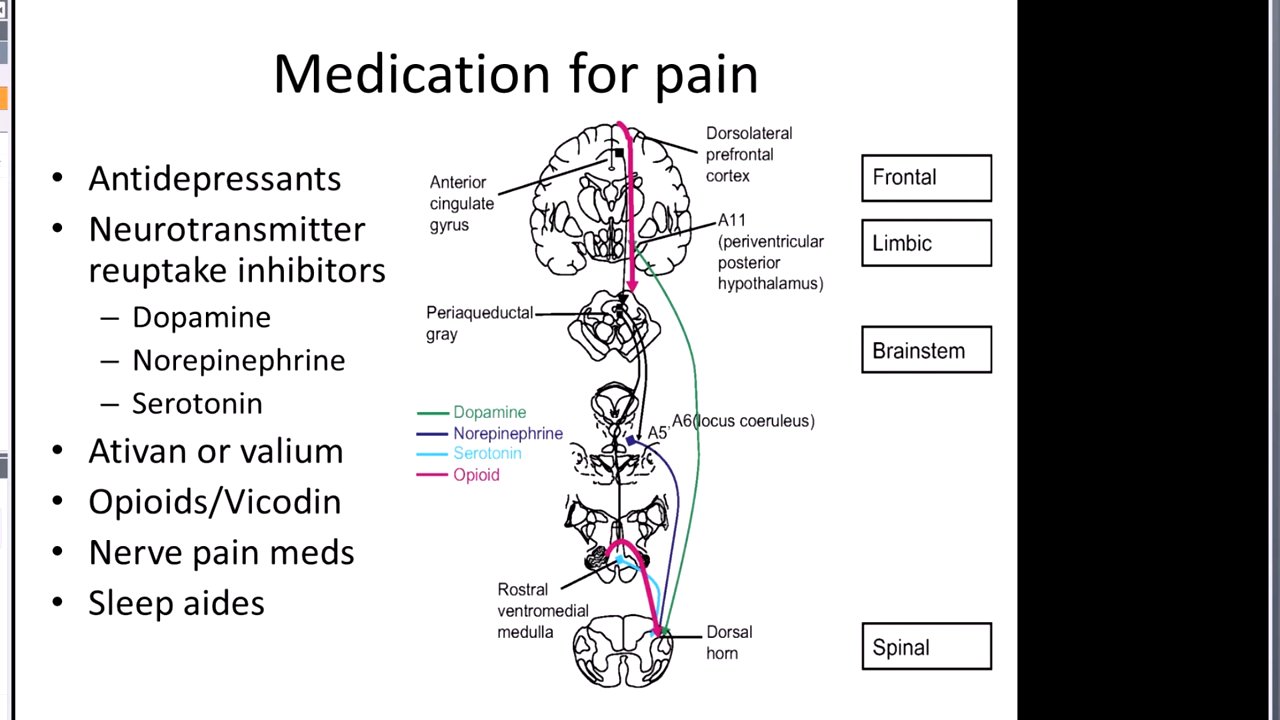 Medication for pain
• Antidepressants
• Neurotransmitter
reuptake inhibitors
– Dopamine
– Norepinephrine
– Serotonin
• Ativan or valium
• Opioids/Vicodin
• Nerve pain meds
• Sleep aides
Anterior
cingulate
gyrus
Dorsolateral
prefrontal
cortex
A11
(periventricular
posterior
hypothalamus)
Periaqueductal
gray
Dopamine
Norepinephrine
Serotonin
Opioid
A5
A6(locus coeruleus)
Rostral
ventromedial
medulla
Dorsal
horn
Frontal
Limbic
Brainstem
Spinal